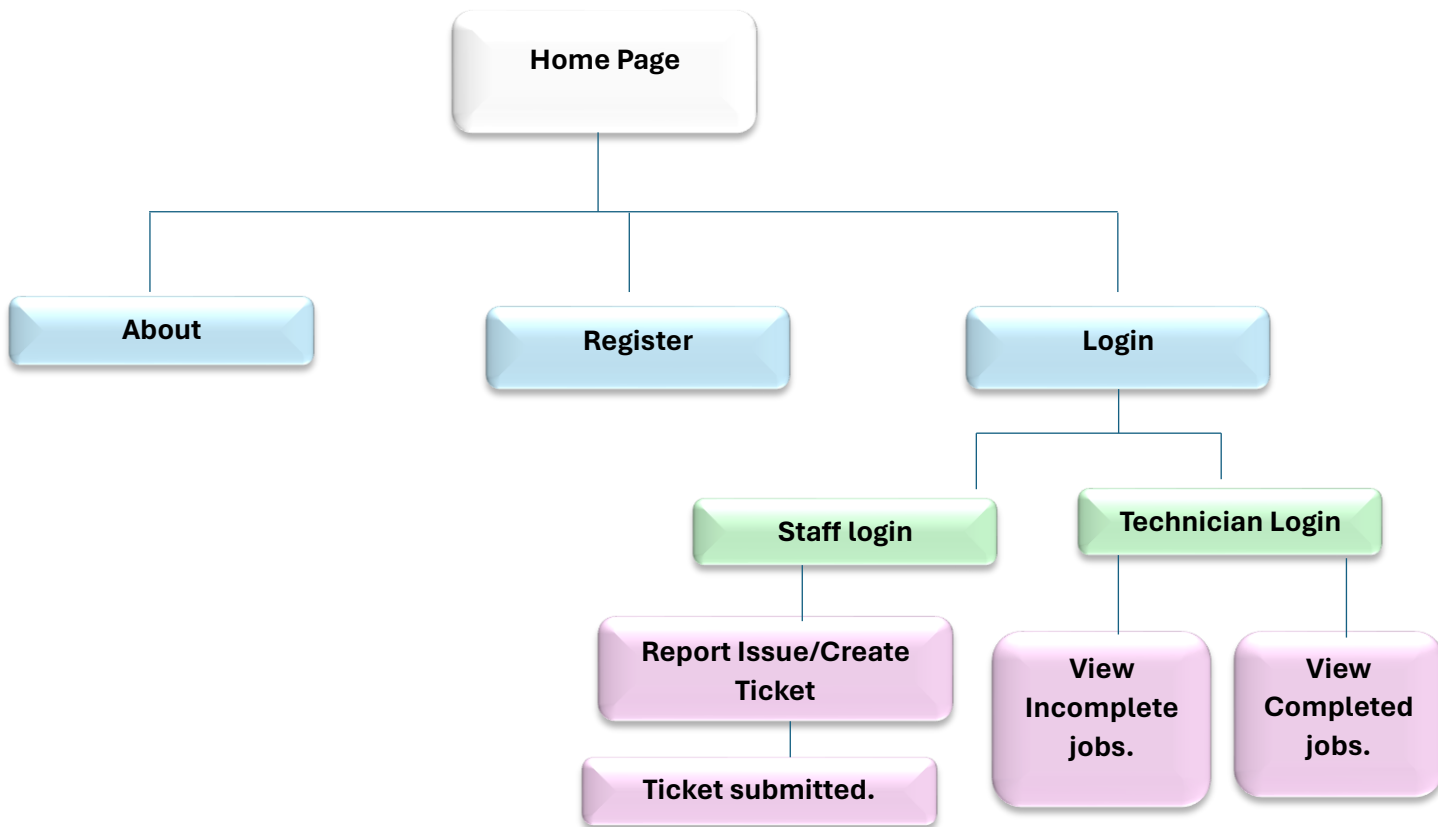 Home Page
About
Register
Login
Staff login
Technician Login
Report Issue/Create
Ticket
View
Incomplete
jobs.
View
Completed
jobs.
Ticket submitted.